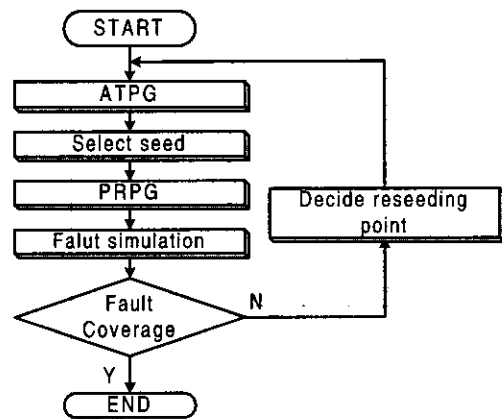 START
ATPG
Select seed
PRPG
Falut simulation
Decide reseeding
point
Fault
Coverage
N
Y
END